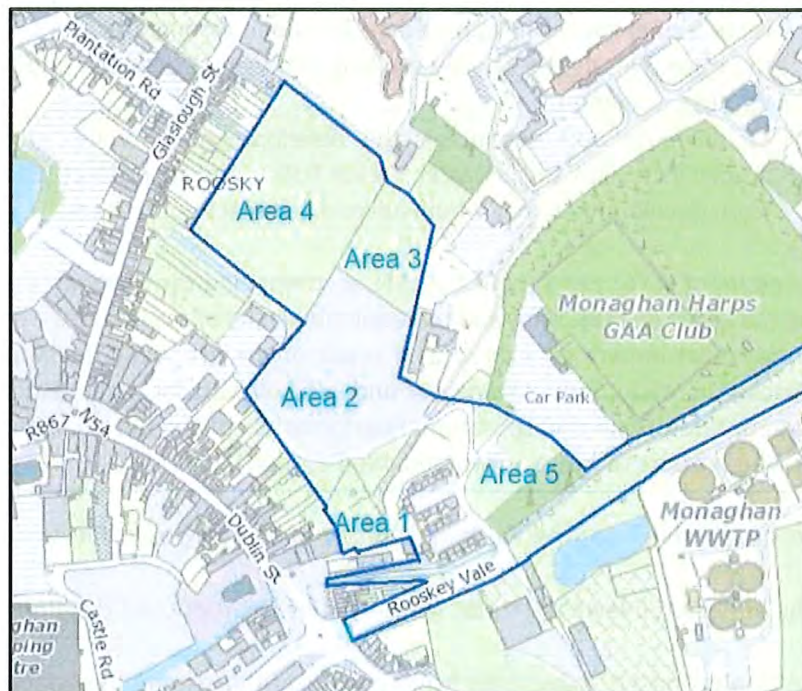 Plantation Rd
Glaslough St
ROOSKY
Area 4
Area 3
Monaghan Harps
GAA Club
Car Park
Area 2
R867
N54
Area 5
Area 1
Monaghan
WWTP
Dublin St
Rooskey Vale
Castle Rd
ghan
ping
tre